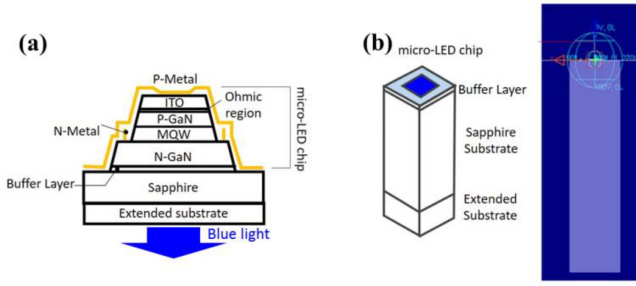 (a)
P-Metal
ITO
Ohmic
region
P-GaN
N-Metal
MQW
micro-LED chip
N-GaN
Buffer Layer
Sapphire
Extended substrate
Blue light
(b)
micro-LED chip
Buffer Layer
Sapphire
Substrate
Extended
Substrate